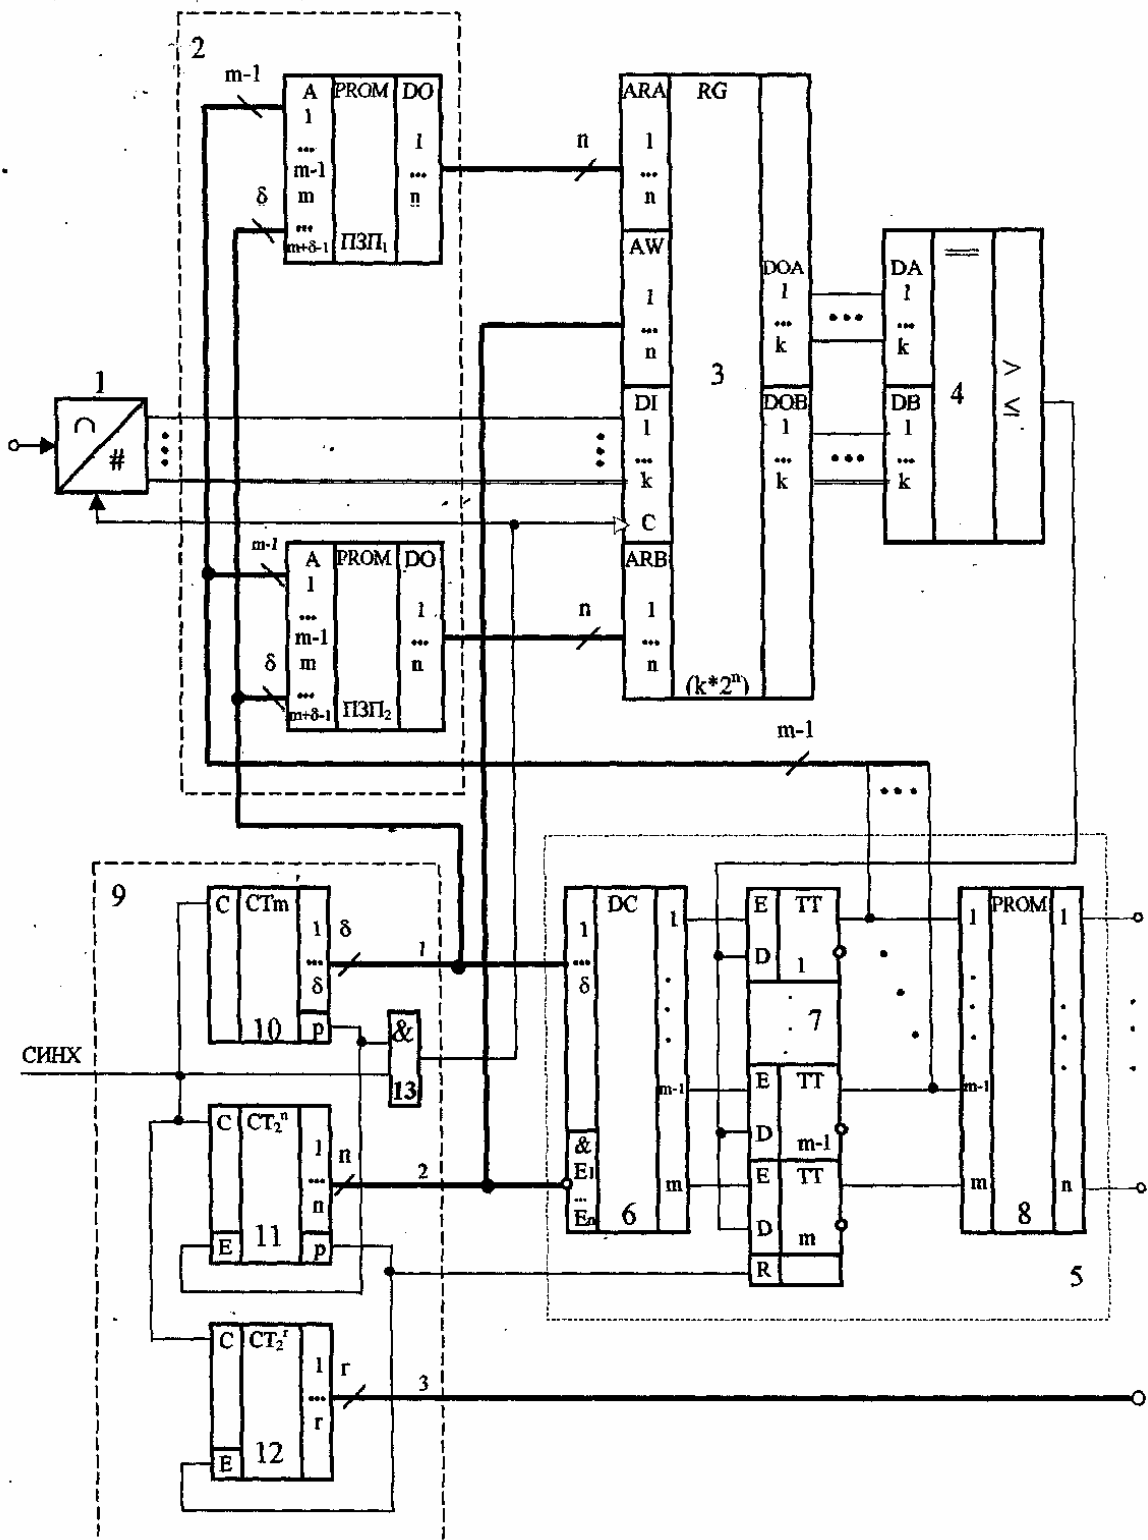 2
m-1
A PROM DO
1
1
...
...
m-1
m
n
δ
...
m+δ-1
ПЗП₁
n
ARA RG
1
...
n
AW
1
...
n
DOA
1
...
k
DA
1
...
k
==
3
4
> ≤
1
∩
#
DI
1
...
k
C
DOB
1
...
k
DB
1
...
k
m-1
A PROM DO
1
1
...
...
m-1
m
n
δ
...
m+δ-1
ПЗП₂
n
ARB
1
...
n
(k*2ⁿ)
m-1
9
C CTm
1
...
δ
δ
1
10 p
СИНХ
&
13
C CT₂ⁿ
1
...
n
n
2
11
E p
C CT₂ʳ
1
...
r
r
3
12
E
DC
1
...
δ
1
m-1
m
&
E1
...
En
6
E TT
D
1
7
E TT
D
m-1
E TT
D
m
R
1 PROM 1
m-1
m n
8
5